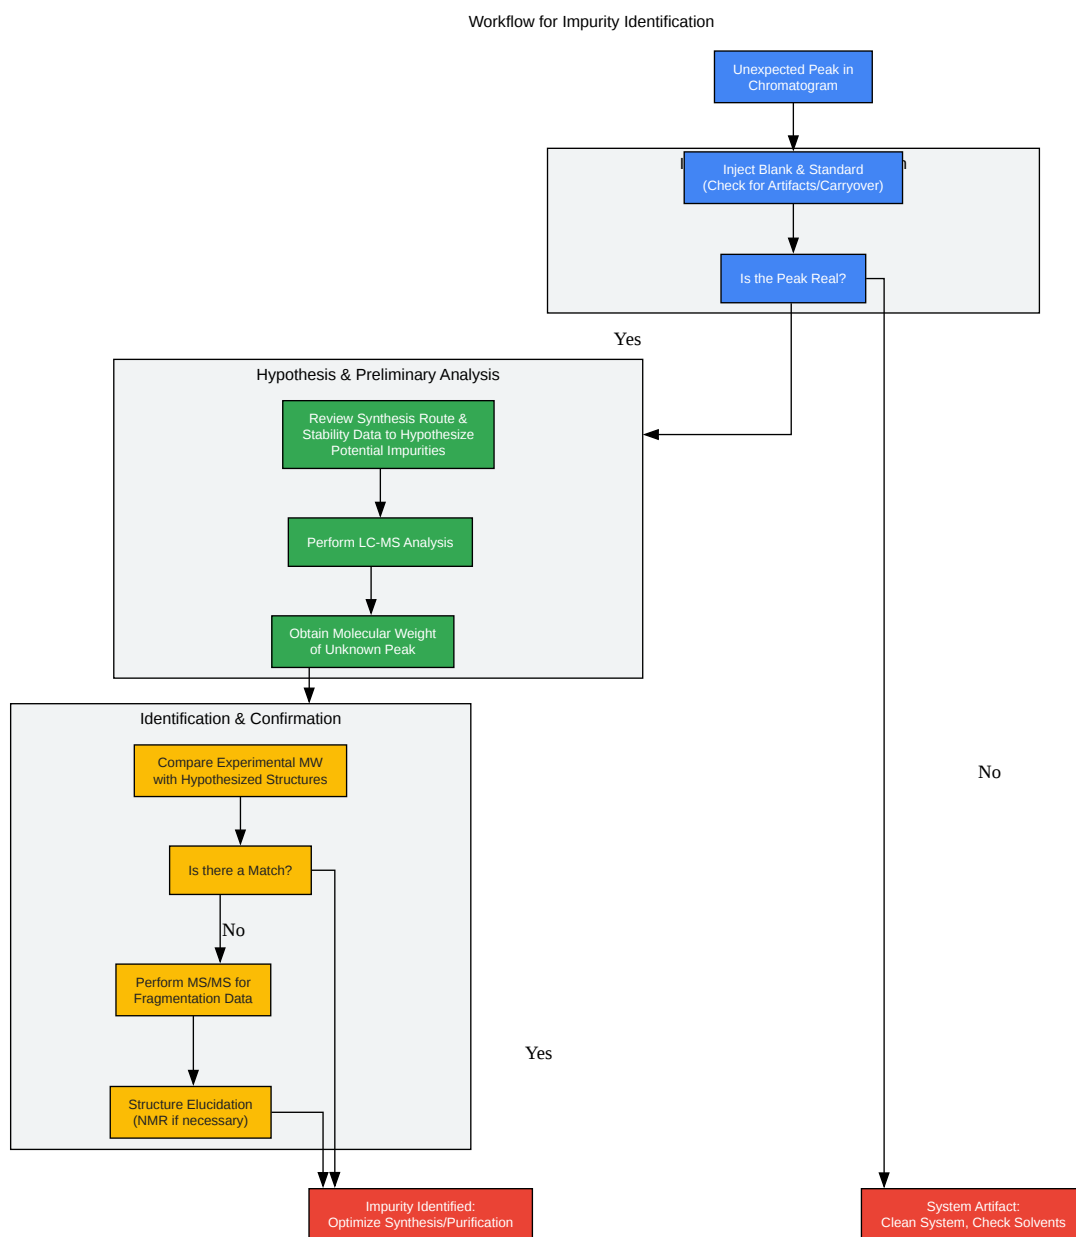 Workflow for Impurity Identification
Unexpected Peak in
Chromatogram
Inject Blank & Standard
(Check for Artifacts/Carryover)
Is the Peak Real?
Yes
Hypothesis & Preliminary Analysis
Review Synthesis Route &
Stability Data to Hypothesize
Potential Impurities
Perform LC-MS Analysis
Obtain Molecular Weight
of Unknown Peak
Identification & Confirmation
Compare Experimental MW
with Hypothesized Structures
No
Is there a Match?
No
Perform MS/MS for
Fragmentation Data
Yes
Structure Elucidation
(NMR if necessary)
Impurity Identified:
Optimize Synthesis/Purification
System Artifact:
Clean System, Check Solvents